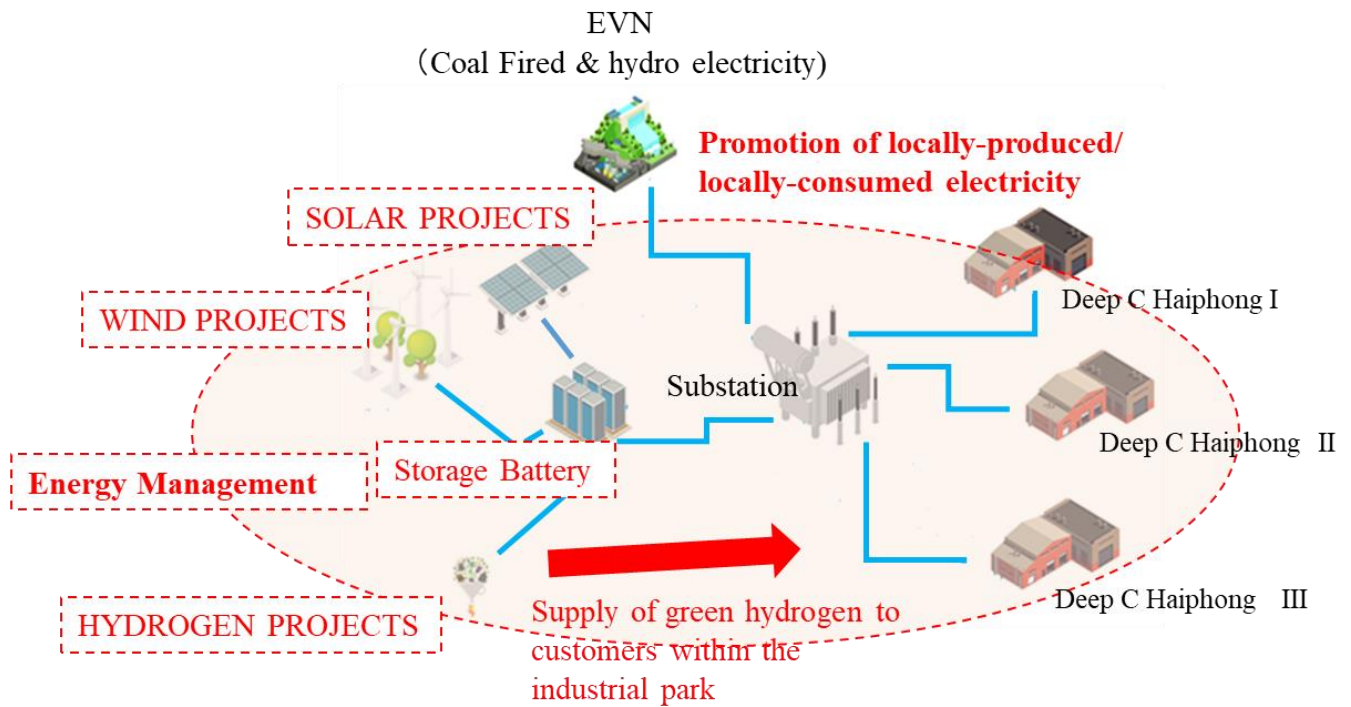 EVN
（Coal Fired & hydro electricity)
Promotion of locally-produced/
locally-consumed electricity
SOLAR PROJECTS
WIND PROJECTS
Deep C Haiphong I
Substation
Deep C Haiphong II
Storage Battery
Energy Management
HYDROGEN PROJECTS
Supply of green hydrogen to
customers within the
industrial park
Deep C Haiphong III